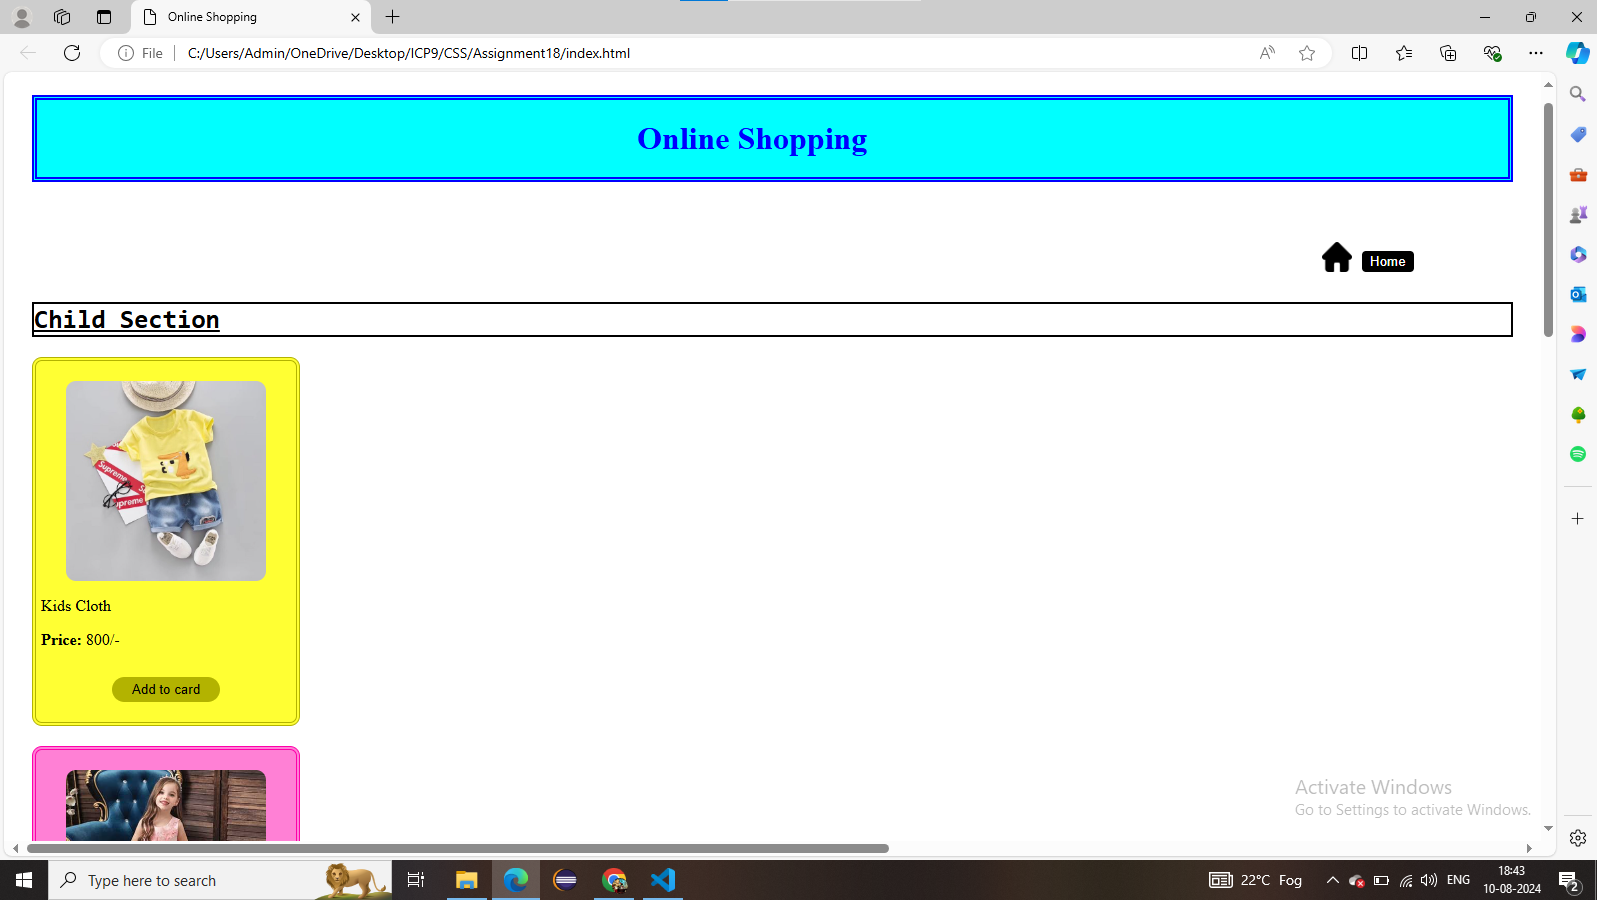 Online Shopping
File
C:/Users/Admin/OneDrive/Desktop/ICP9/CSS/Assignment18/index.html
Online Shopping
Home
Child Section
Supreme
Supreme
Kids Cloth
Price: 800/-
Add to card
Activate Windows
Go to Settings to activate Windows.
Type here to search
22°C Fog
ENG
18:43
10-08-2024
2